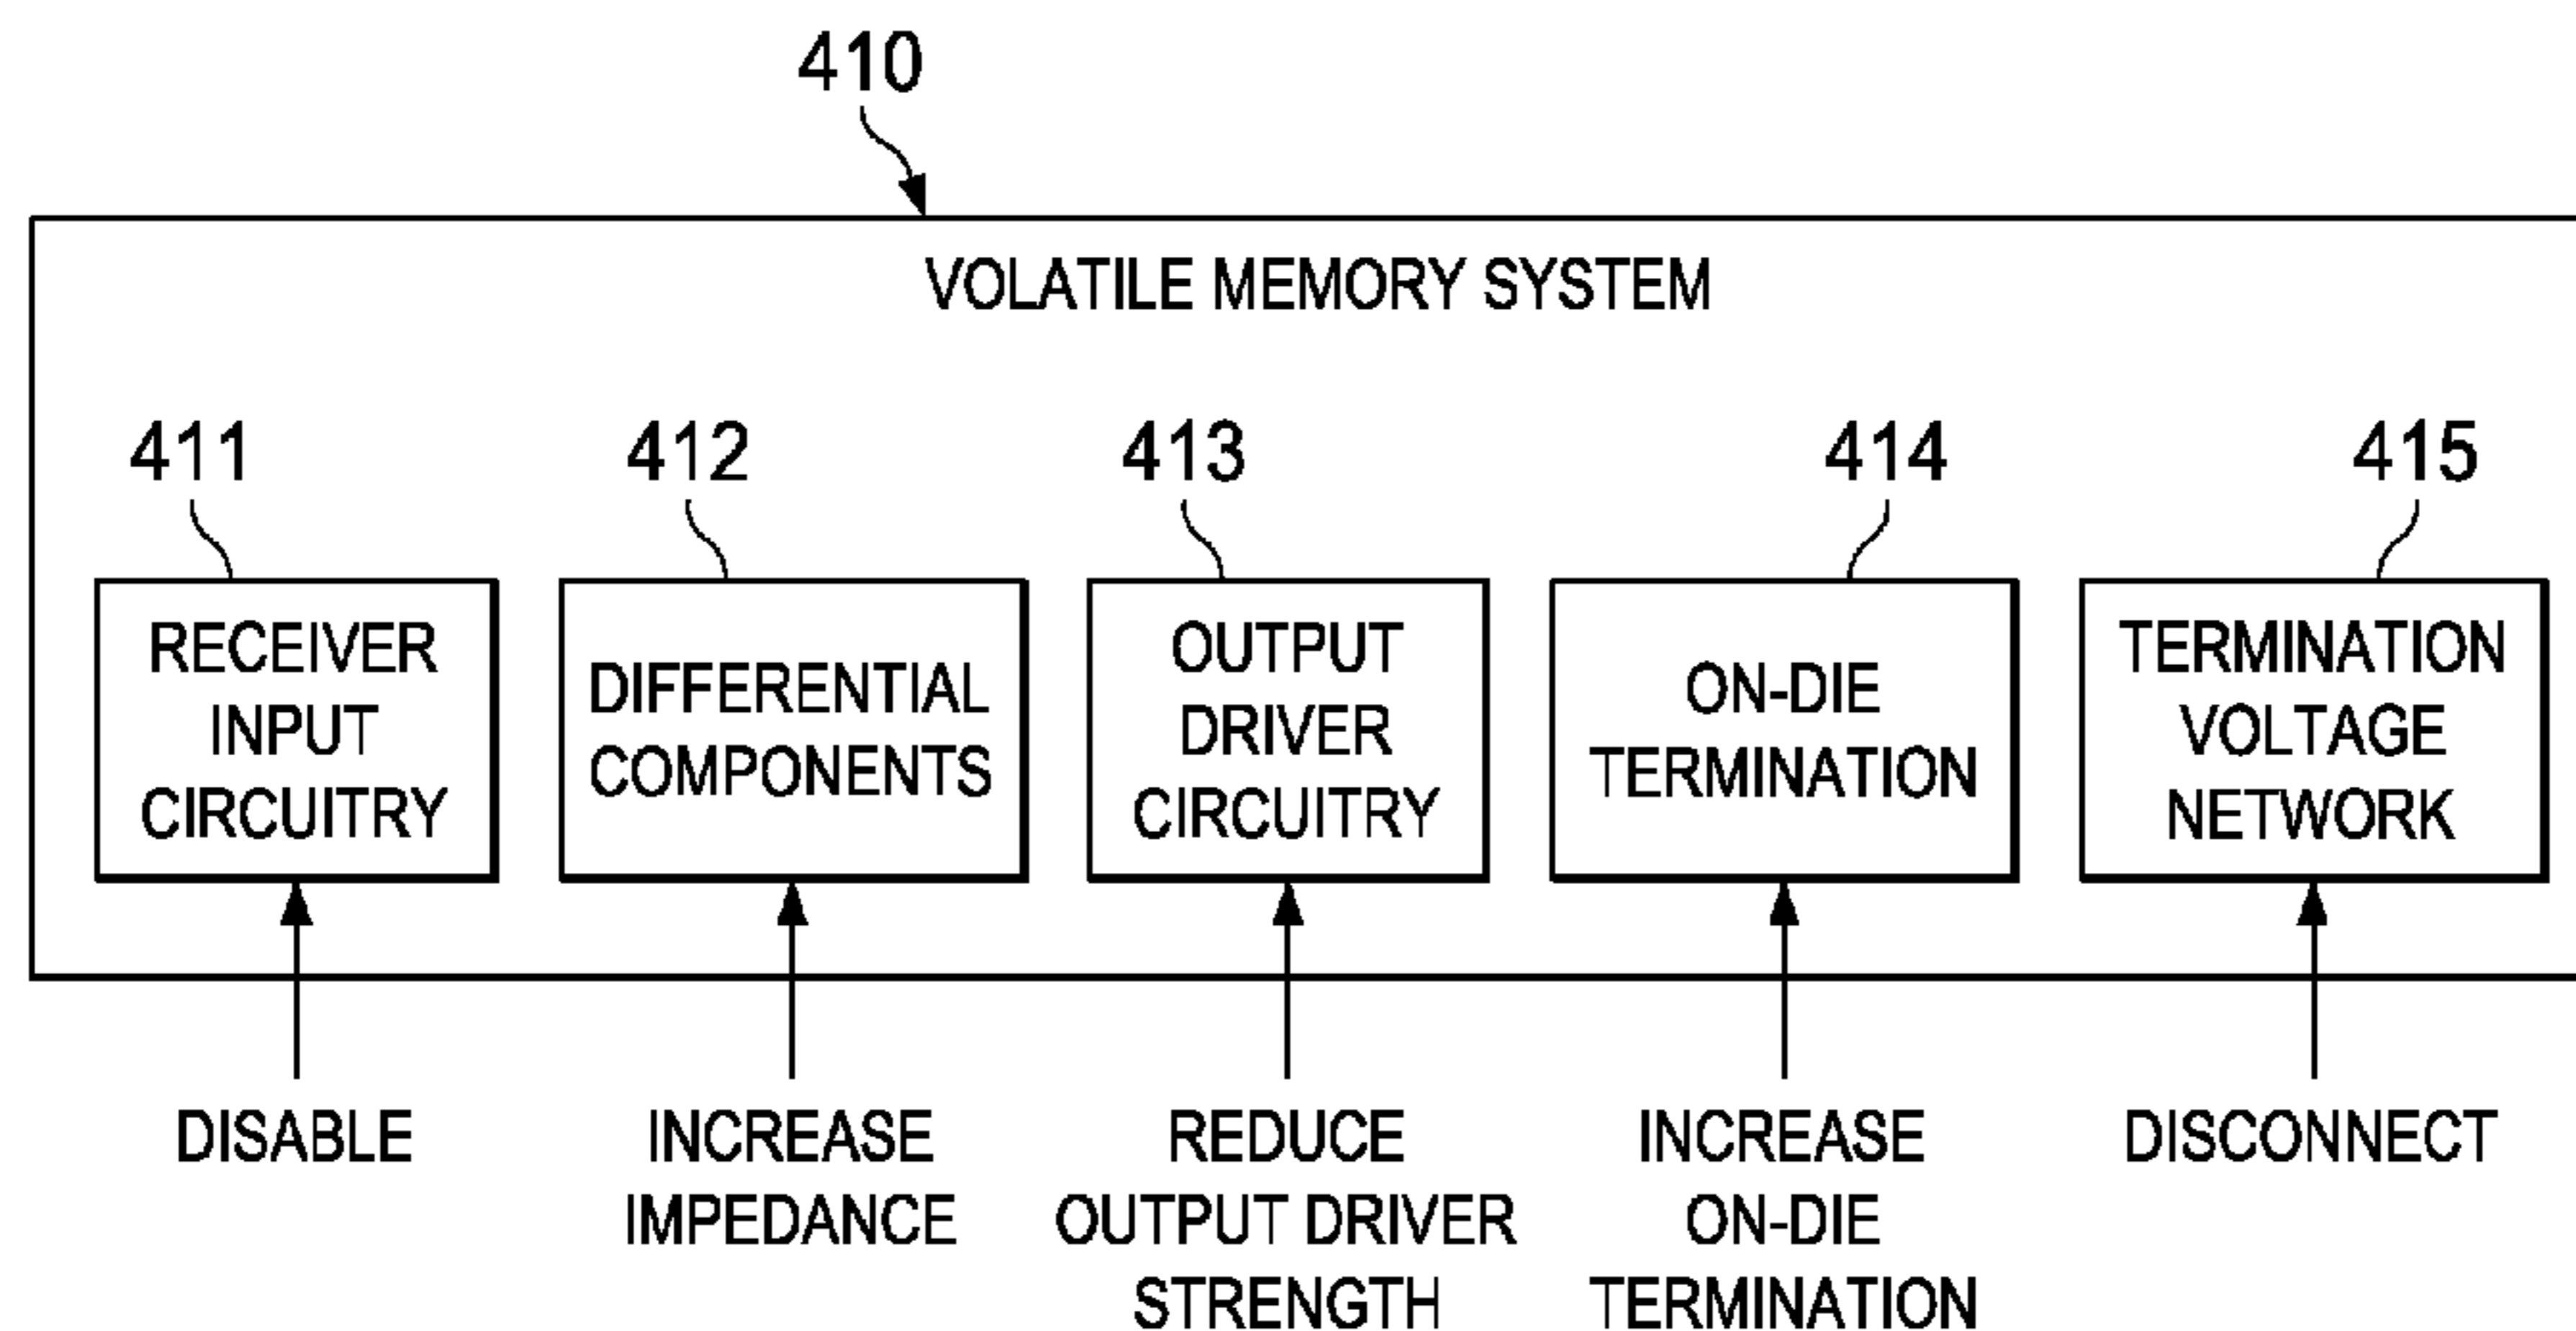 410
VOLATILE MEMORY SYSTEM
411
412
413
414
415
RECEIVER
INPUT
CIRCUITRY
DIFFERENTIAL
COMPONENTS
OUTPUT
DRIVER
CIRCUITRY
ON-DIE
TERMINATION
TERMINATION
VOLTAGE
NETWORK
DISABLE
INCREASE
IMPEDANCE
REDUCE
OUTPUT DRIVER
STRENGTH
INCREASE
ON-DIE
TERMINATION
DISCONNECT